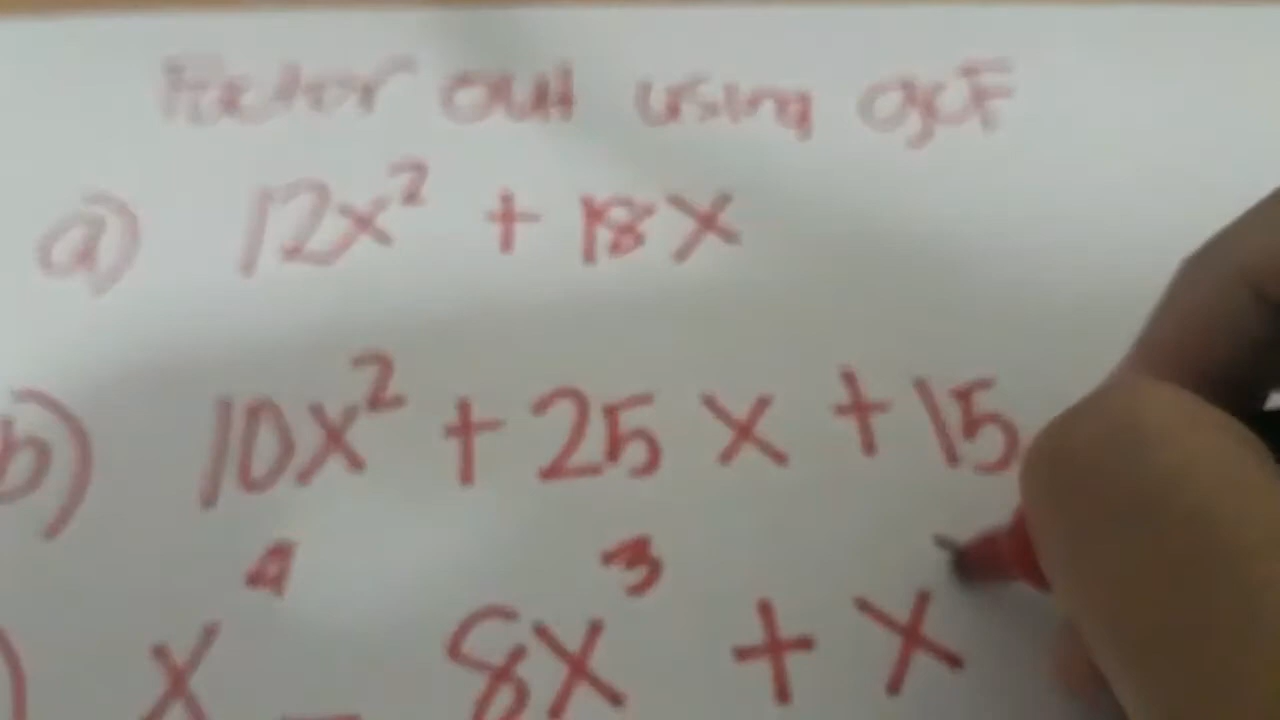 Factor out using gcF
a) 12x² + 18x
b) 10x² + 25x + 15
) x⁴ - 8x³ + x